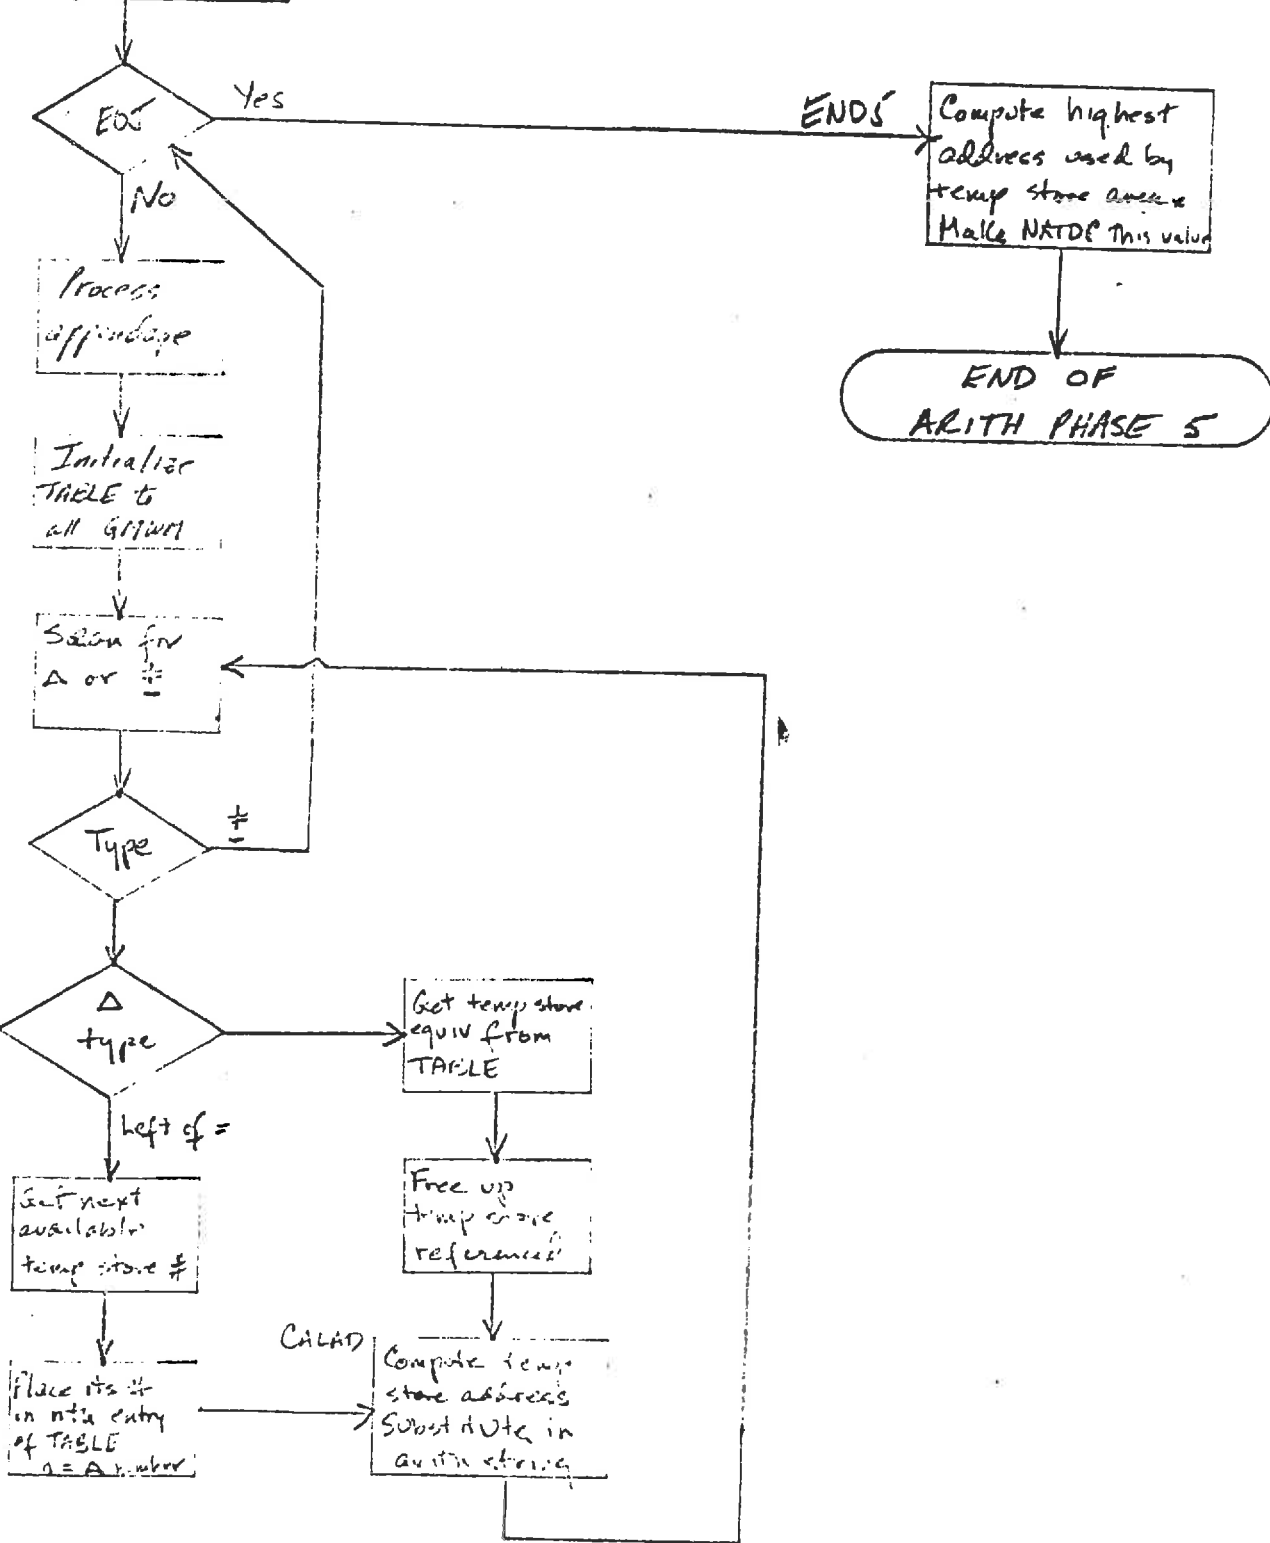 EOJ
Yes
No
END5
Compute highest
address used by
temp store area
Make this value
END OF
ARITH PHASE 5
Process
appendage
Initialize
TABLE to
all GMWM
Scan for
Δ or ‡
Type
‡
Δ
type
Left of =
Get temp store
equiv from
TABLE
Free up
temp store
referenced
Get next
available
temp store #
Place its #
in nth entry
of TABLE
n = Δ number
CALAD
Compute temp
store address
Substitute in
arith string